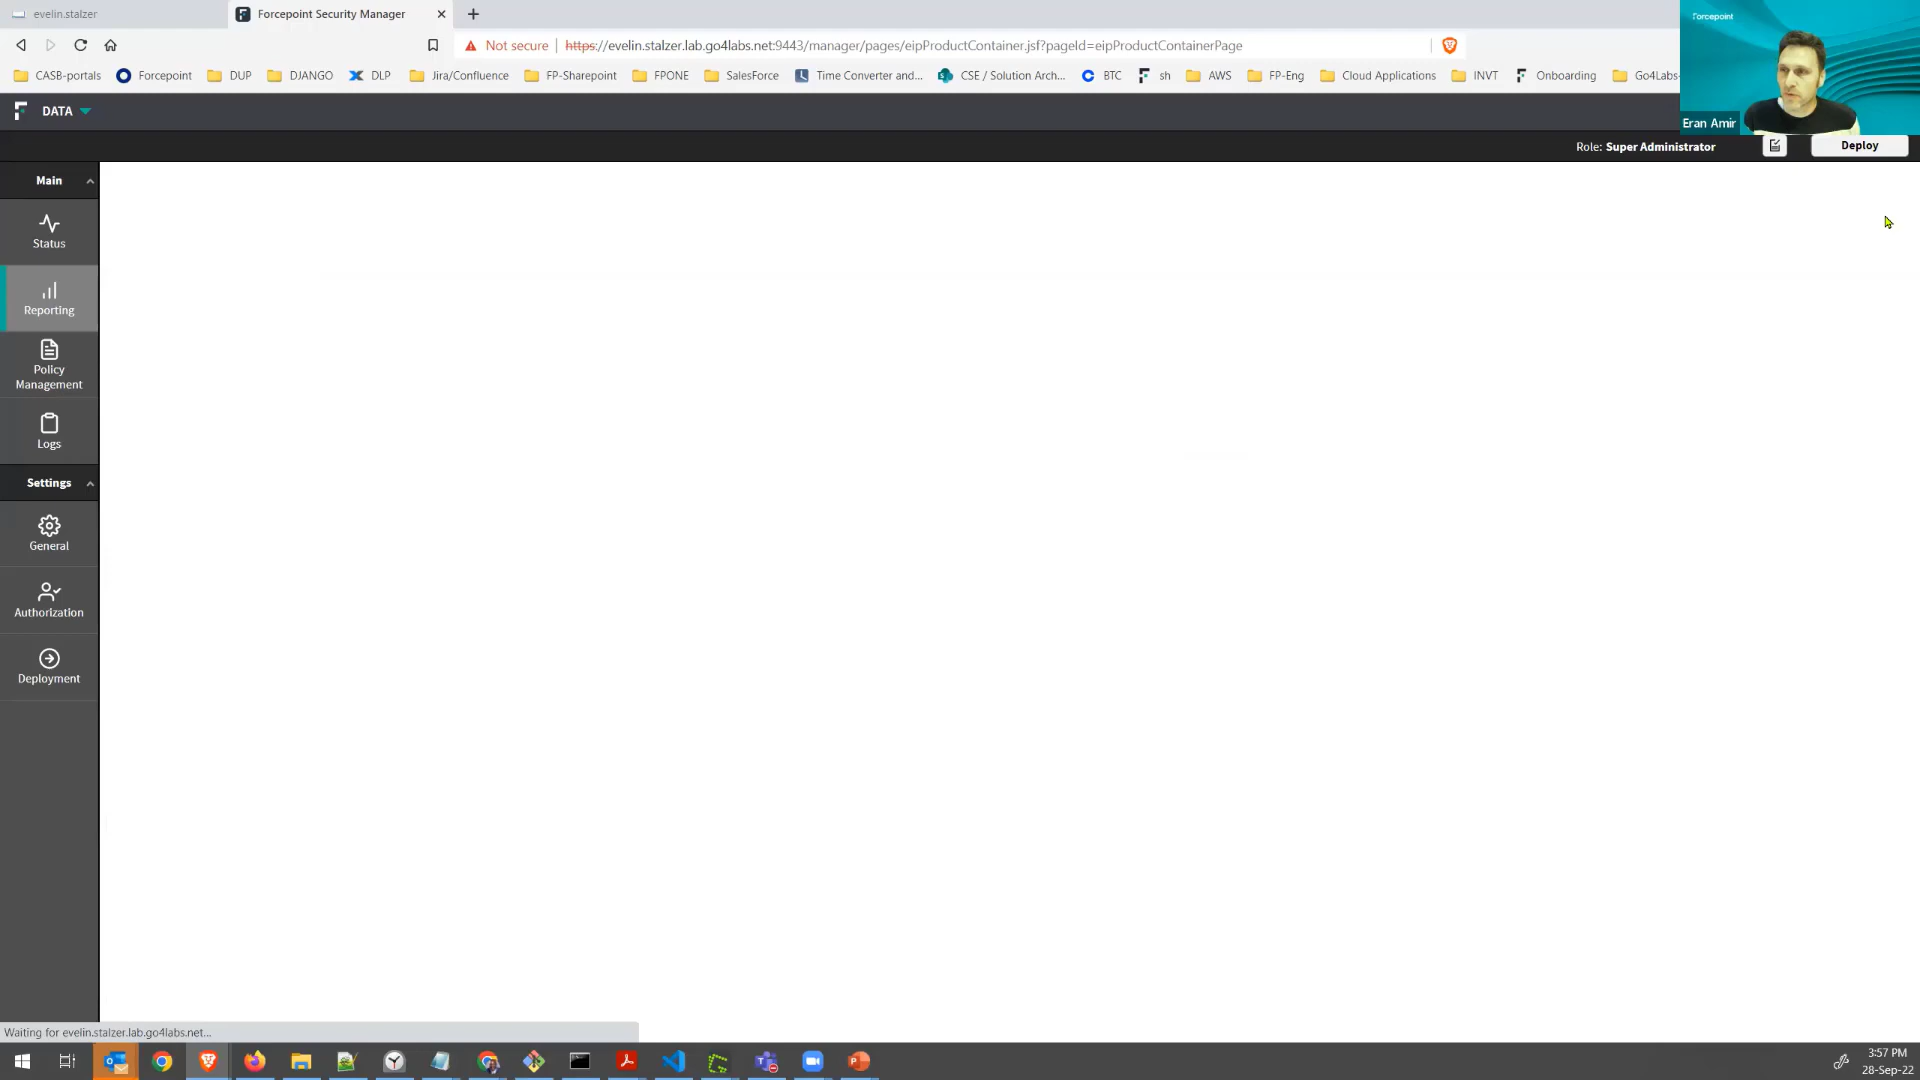 evelin.stalzer
Forcepoint Security Manager
Not secure
https://evelin.stalzer.lab.go4labs.net:9443/manager/pages/eipProductContainer.jsf?pageId=eipProductContainerPage
CASB-portals
Forcepoint
DUP
DJANGO
DLP
Jira/Confluence
FP-Sharepoint
FPONE
SalesForce
Time Converter and...
CSE / Solution Arch...
BTC
sh
AWS
FP-Eng
Cloud Applications
INVT
Onboarding
Go4Labs-
Forcepoint
Eran Amir
DATA
Role: Super Administrator
Deploy
Main
Status
Reporting
Policy
Management
Logs
Settings
General
Authorization
Deployment
Waiting for evelin.stalzer.lab.go4labs.net...
3:57 PM
28-Sep-22